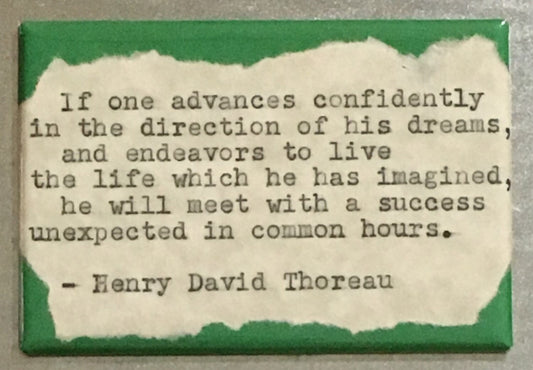 If one advances confidently
in the direction of his dreams,
and endeavors to live
the life which he has imagined,
he will meet with a success
unexpected in common hours.
- Henry David Thoreau